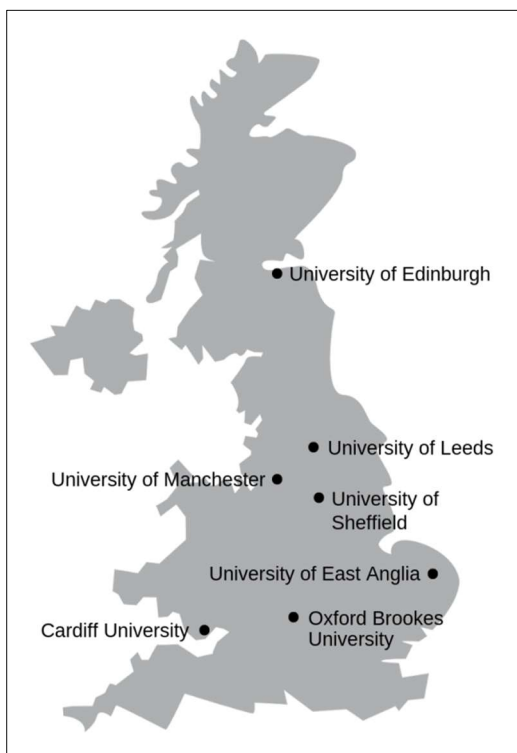 University of Edinburgh
University of Leeds
University of Manchester
University of
Sheffield
University of East Anglia
Oxford Brookes
University
Cardiff University